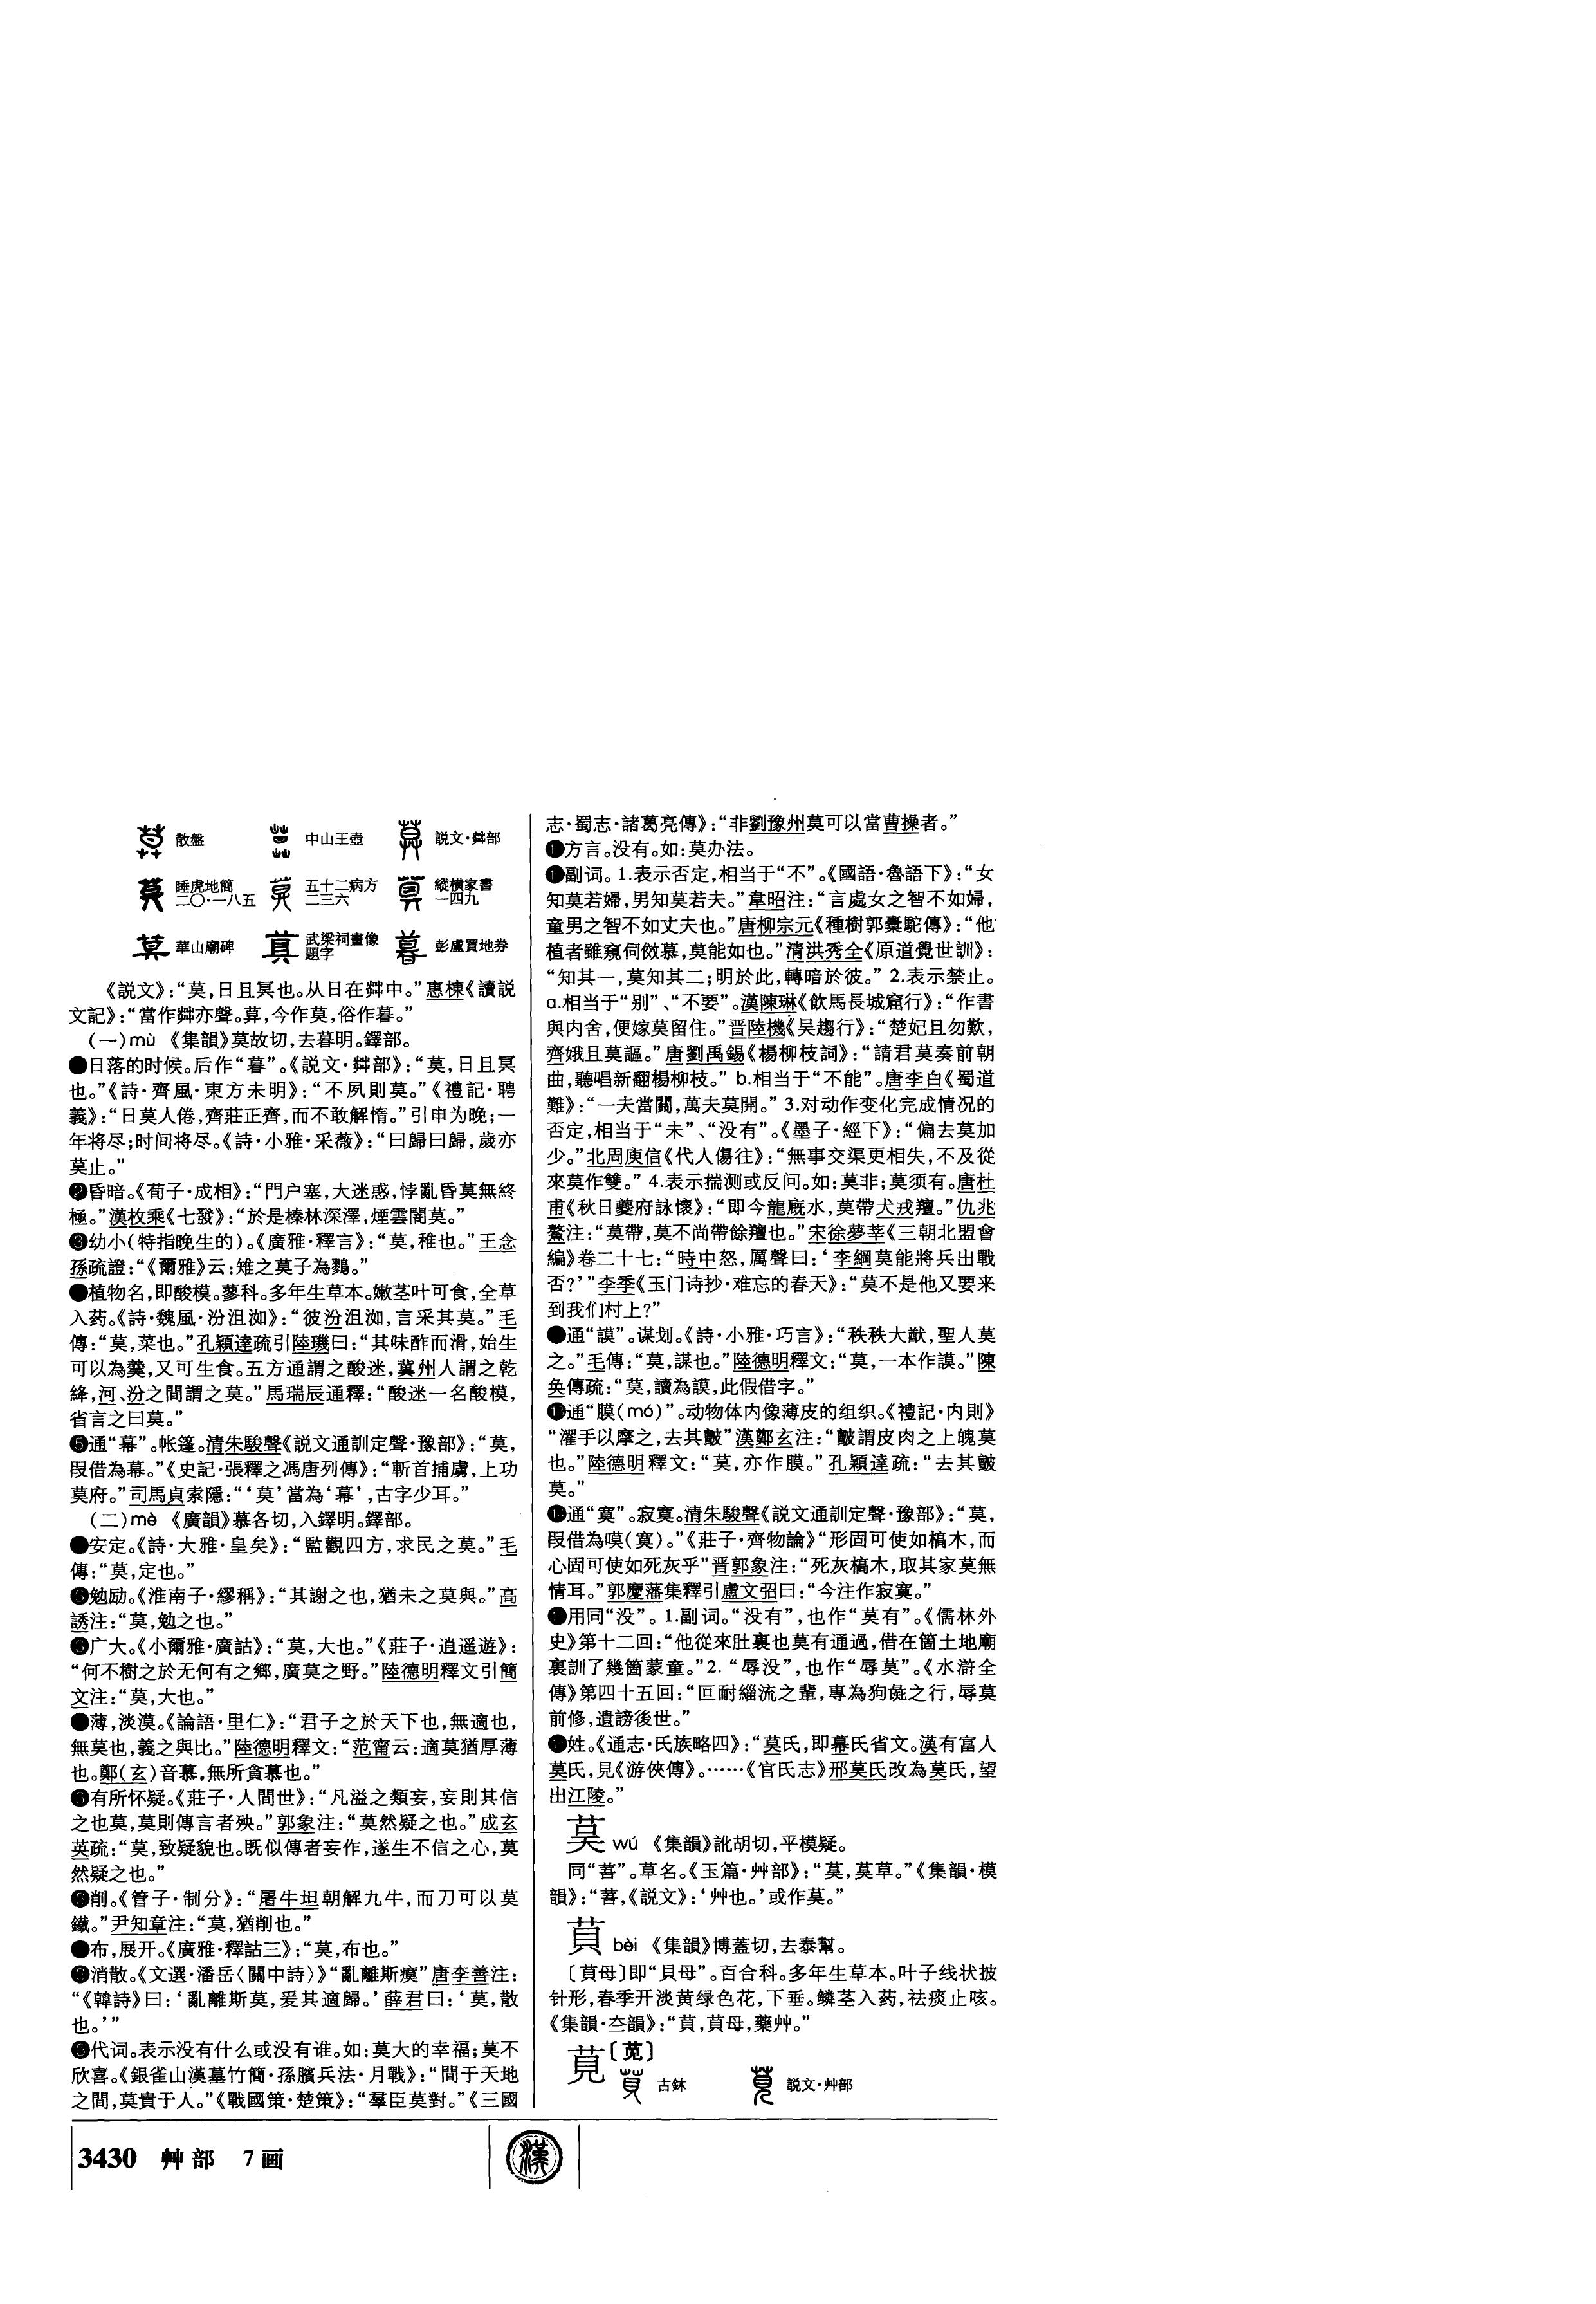 散盤 中山王壺 説文·茻部
睡虎地簡二〇·一八五 五十二病方二三六 縱横家書一四九
華山廟碑 武梁祠畫像題字 彭盧買地券
《説文》：“莫，日且冥也。从日在茻中。”惠棟《讀説
文記》：“當作茻亦聲。𦱤，今作莫，俗作暮。”
（一）mù 《集韻》莫故切，去暮明。鐸部。
日落的时候。后作“暮”。《説文·茻部》：“莫，日且冥
也。”《詩·齊風·東方未明》：“不夙則莫。”《禮記·聘
義》：“日莫人倦，齊莊正齊，而不敢解惰。”引申为晚；一
年将尽；时间将尽。《詩·小雅·采薇》：“曰歸曰歸，歲亦
莫止。”
❷昏暗。《荀子·成相》：“門户塞，大迷惑，悖亂昏莫無終
極。”漢枚乘《七發》：“於是榛林深澤，煙雲闇莫。”
❸幼小（特指晚生的）。《廣雅·釋言》：“莫，稚也。”王念
孫疏證：“《爾雅》云：雉之莫子為鷚。”
植物名，即酸模。蓼科。多年生草本。嫩茎叶可食，全草
入药。《詩·魏風·汾沮洳》：“彼汾沮洳，言采其莫。”毛
傳：“莫，菜也。”孔穎達疏引陸璣曰：“其味酢而滑，始生
可以為羹，又可生食。五方通謂之酸迷，冀州人謂之乾
絳，河、汾之間謂之莫。”馬瑞辰通釋：“酸迷一名酸模，
省言之曰莫。”
❺通“幕”。帐篷。清朱駿聲《説文通訓定聲·豫部》：“莫，
叚借為幕。”《史記·張釋之馮唐列傳》：“斬首捕虜，上功
莫府。”司馬貞索隱：“‘莫’當為‘幕’，古字少耳。”
（二）mò 《廣韻》慕各切，入鐸明。鐸部。
安定。《詩·大雅·皇矣》：“監觀四方，求民之莫。”毛
傳：“莫，定也。”
勉励。《淮南子·繆稱》：“其謝之也，猶未之莫與。”高
誘注：“莫，勉之也。”
广大。《小爾雅·廣詁》：“莫，大也。”《莊子·逍遥遊》：
“何不樹之於无何有之鄉，廣莫之野。”陸德明釋文引簡
文注：“莫，大也。”
薄，淡漠。《論語·里仁》：“君子之於天下也，無適也，
無莫也，義之與比。”陸德明釋文：“范甯云：適莫猶厚薄
也。鄭（玄）音慕，無所貪慕也。”
有所怀疑。《莊子·人間世》：“凡溢之類妄，妄則其信
之也莫，莫則傳言者殃。”郭象注：“莫然疑之也。”成玄
英疏：“莫，致疑貌也。既似傳者妄作，遂生不信之心，莫
然疑之也。”
削。《管子·制分》：“屠牛坦朝解九牛，而刀可以莫
鐵。”尹知章注：“莫，猶削也。”
布，展开。《廣雅·釋詁三》：“莫，布也。”
消散。《文選·潘岳〈關中詩〉》“亂離斯瘼”唐李善注：
“《韓詩》曰：‘亂離斯莫，爰其適歸。’薛君曰：‘莫，散
也。’”
代词。表示没有什么或没有谁。如：莫大的幸福；莫不
欣喜。《銀雀山漢墓竹簡·孫臏兵法·月戰》：“間于天地
之間，莫貴于人。”《戰國策·楚策》：“羣臣莫對。”《三國
志·蜀志·諸葛亮傳》：“非劉豫州莫可以當曹操者。”
方言。没有。如：莫办法。
副词。1.表示否定，相当于“不”。《國語·魯語下》：“女
知莫若婦，男知莫若夫。”韋昭注：“言處女之智不如婦，
童男之智不如丈夫也。”唐柳宗元《種樹郭橐駝傳》：“他
植者雖窺伺傚慕，莫能如也。”清洪秀全《原道覺世訓》：
“知其一，莫知其二；明於此，轉暗於彼。”2.表示禁止。
a.相当于“别”、“不要”。漢陳琳《飲馬長城窟行》：“作書
與内舍，便嫁莫留住。”晋陸機《吴趨行》：“楚妃且勿歎，
齊娥且莫謳。”唐劉禹錫《楊柳枝詞》：“請君莫奏前朝
曲，聽唱新翻楊柳枝。”b.相当于“不能”。唐李白《蜀道
難》：“一夫當關，萬夫莫開。”3.对动作变化完成情况的
否定，相当于“未”、“没有”。《墨子·經下》：“偏去莫加
少。”北周庾信《代人傷往》：“無事交渠更相失，不及從
來莫作雙。”4.表示揣测或反问。如：莫非；莫须有。唐杜
甫《秋日夔府詠懷》：“即今龍廐水，莫帶犬戎羶。”仇兆
鰲注：“莫帶，莫不尚帶餘羶也。”宋徐夢莘《三朝北盟會
編》卷二十七：“時中怒，厲聲曰：‘李綱莫能將兵出戰
否？’”李季《玉门诗抄·难忘的春天》：“莫不是他又要来
到我们村上？”
通“謨”。谋划。《詩·小雅·巧言》：“秩秩大猷，聖人莫
之。”毛傳：“莫，謀也。”陸德明釋文：“莫，一本作謨。”陳
奂傳疏：“莫，讀為謨，此假借字。”
通“膜（mó）”。动物体内像薄皮的组织。《禮記·内則》
“濯手以摩之，去其皽”漢鄭玄注：“皽謂皮肉之上魄莫
也。”陸德明釋文：“莫，亦作膜。”孔穎達疏：“去其皽
莫。”
通“寞”。寂寞。清朱駿聲《説文通訓定聲·豫部》：“莫，
叚借為嗼（寞）。”《莊子·齊物論》“形固可使如槁木，而
心固可使如死灰乎”晋郭象注：“死灰槁木，取其家莫無
情耳。”郭慶藩集釋引盧文弨曰：“今注作寂寞。”
用同“没”。1.副词。“没有”，也作“莫有”。《儒林外
史》第十二回：“他從來肚裏也莫有通過，借在箇土地廟
裏訓了幾箇蒙童。”2.“辱没”，也作“辱莫”。《水滸全
傳》第四十五回：“叵耐緇流之輩，專為狗彘之行，辱莫
前修，遺謗後世。”
姓。《通志·氏族略四》：“莫氏，即幕氏省文。漢有富人
莫氏，見《游俠傳》。……《官氏志》邢莫氏改為莫氏，望
出江陵。”
茣 wú 《集韻》訛胡切，平模疑。
同“䓊”。草名。《玉篇·艸部》：“茣，茣草。”《集韻·模
韻》：“䓊，《説文》：‘艸也。’或作茣。”
莨 bèi 《集韻》博蓋切，去泰幫。
〔𫈉母〕即“貝母”。百合科。多年生草本。叶子线状披
针形，春季开淡黄绿色花，下垂。鳞茎入药，祛痰止咳。
《集韻·夳韻》：“𫈉，𫈉母，藥艸。”
莧〔苋〕
古鉥 説文·艸部
3430 艸部 7画
漢